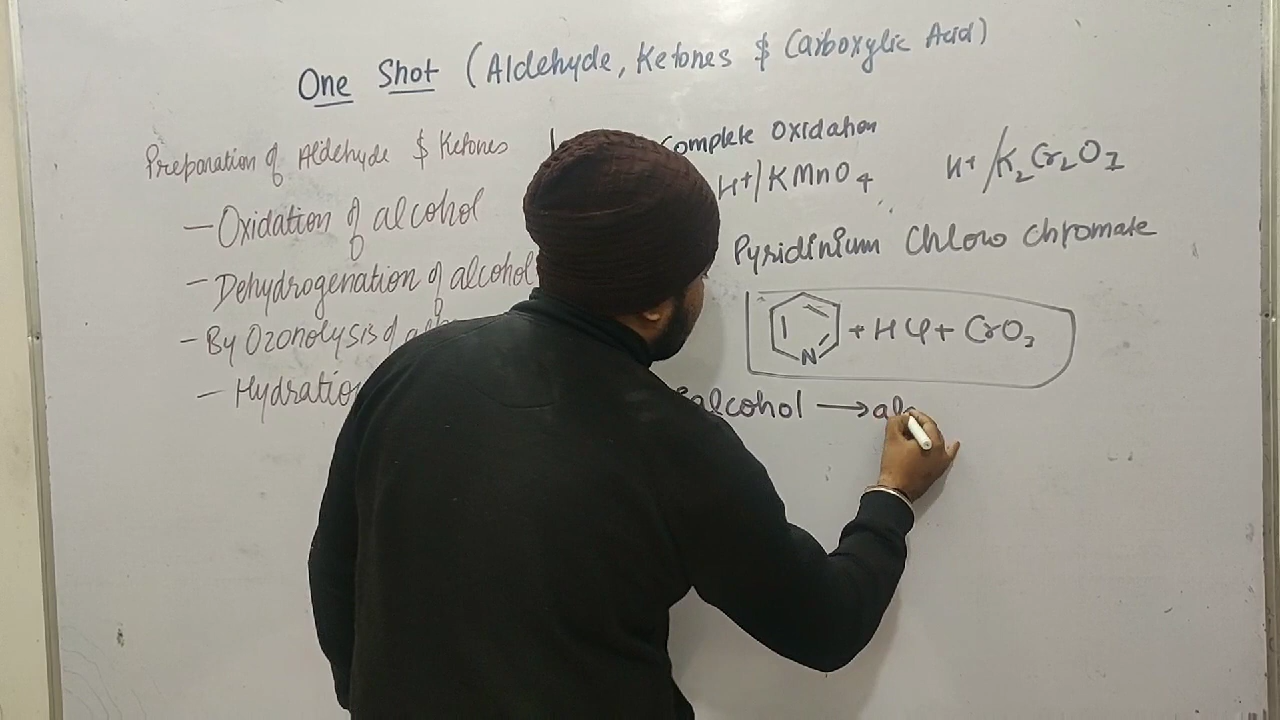 One Shot (Aldehyde, Ketones $ Carboxylic Acid)
Preparation of Aldehyde $ Ketones
- Oxidation of alcohol
- Dehydrogenation of alcohol
- By Ozonolysis of
- Hydration
Complete Oxidation
H+/KMnO4 H+/K2Cr2O7
Pyridinium Chloro chromate
N + HCl + CrO3
alcohol → al